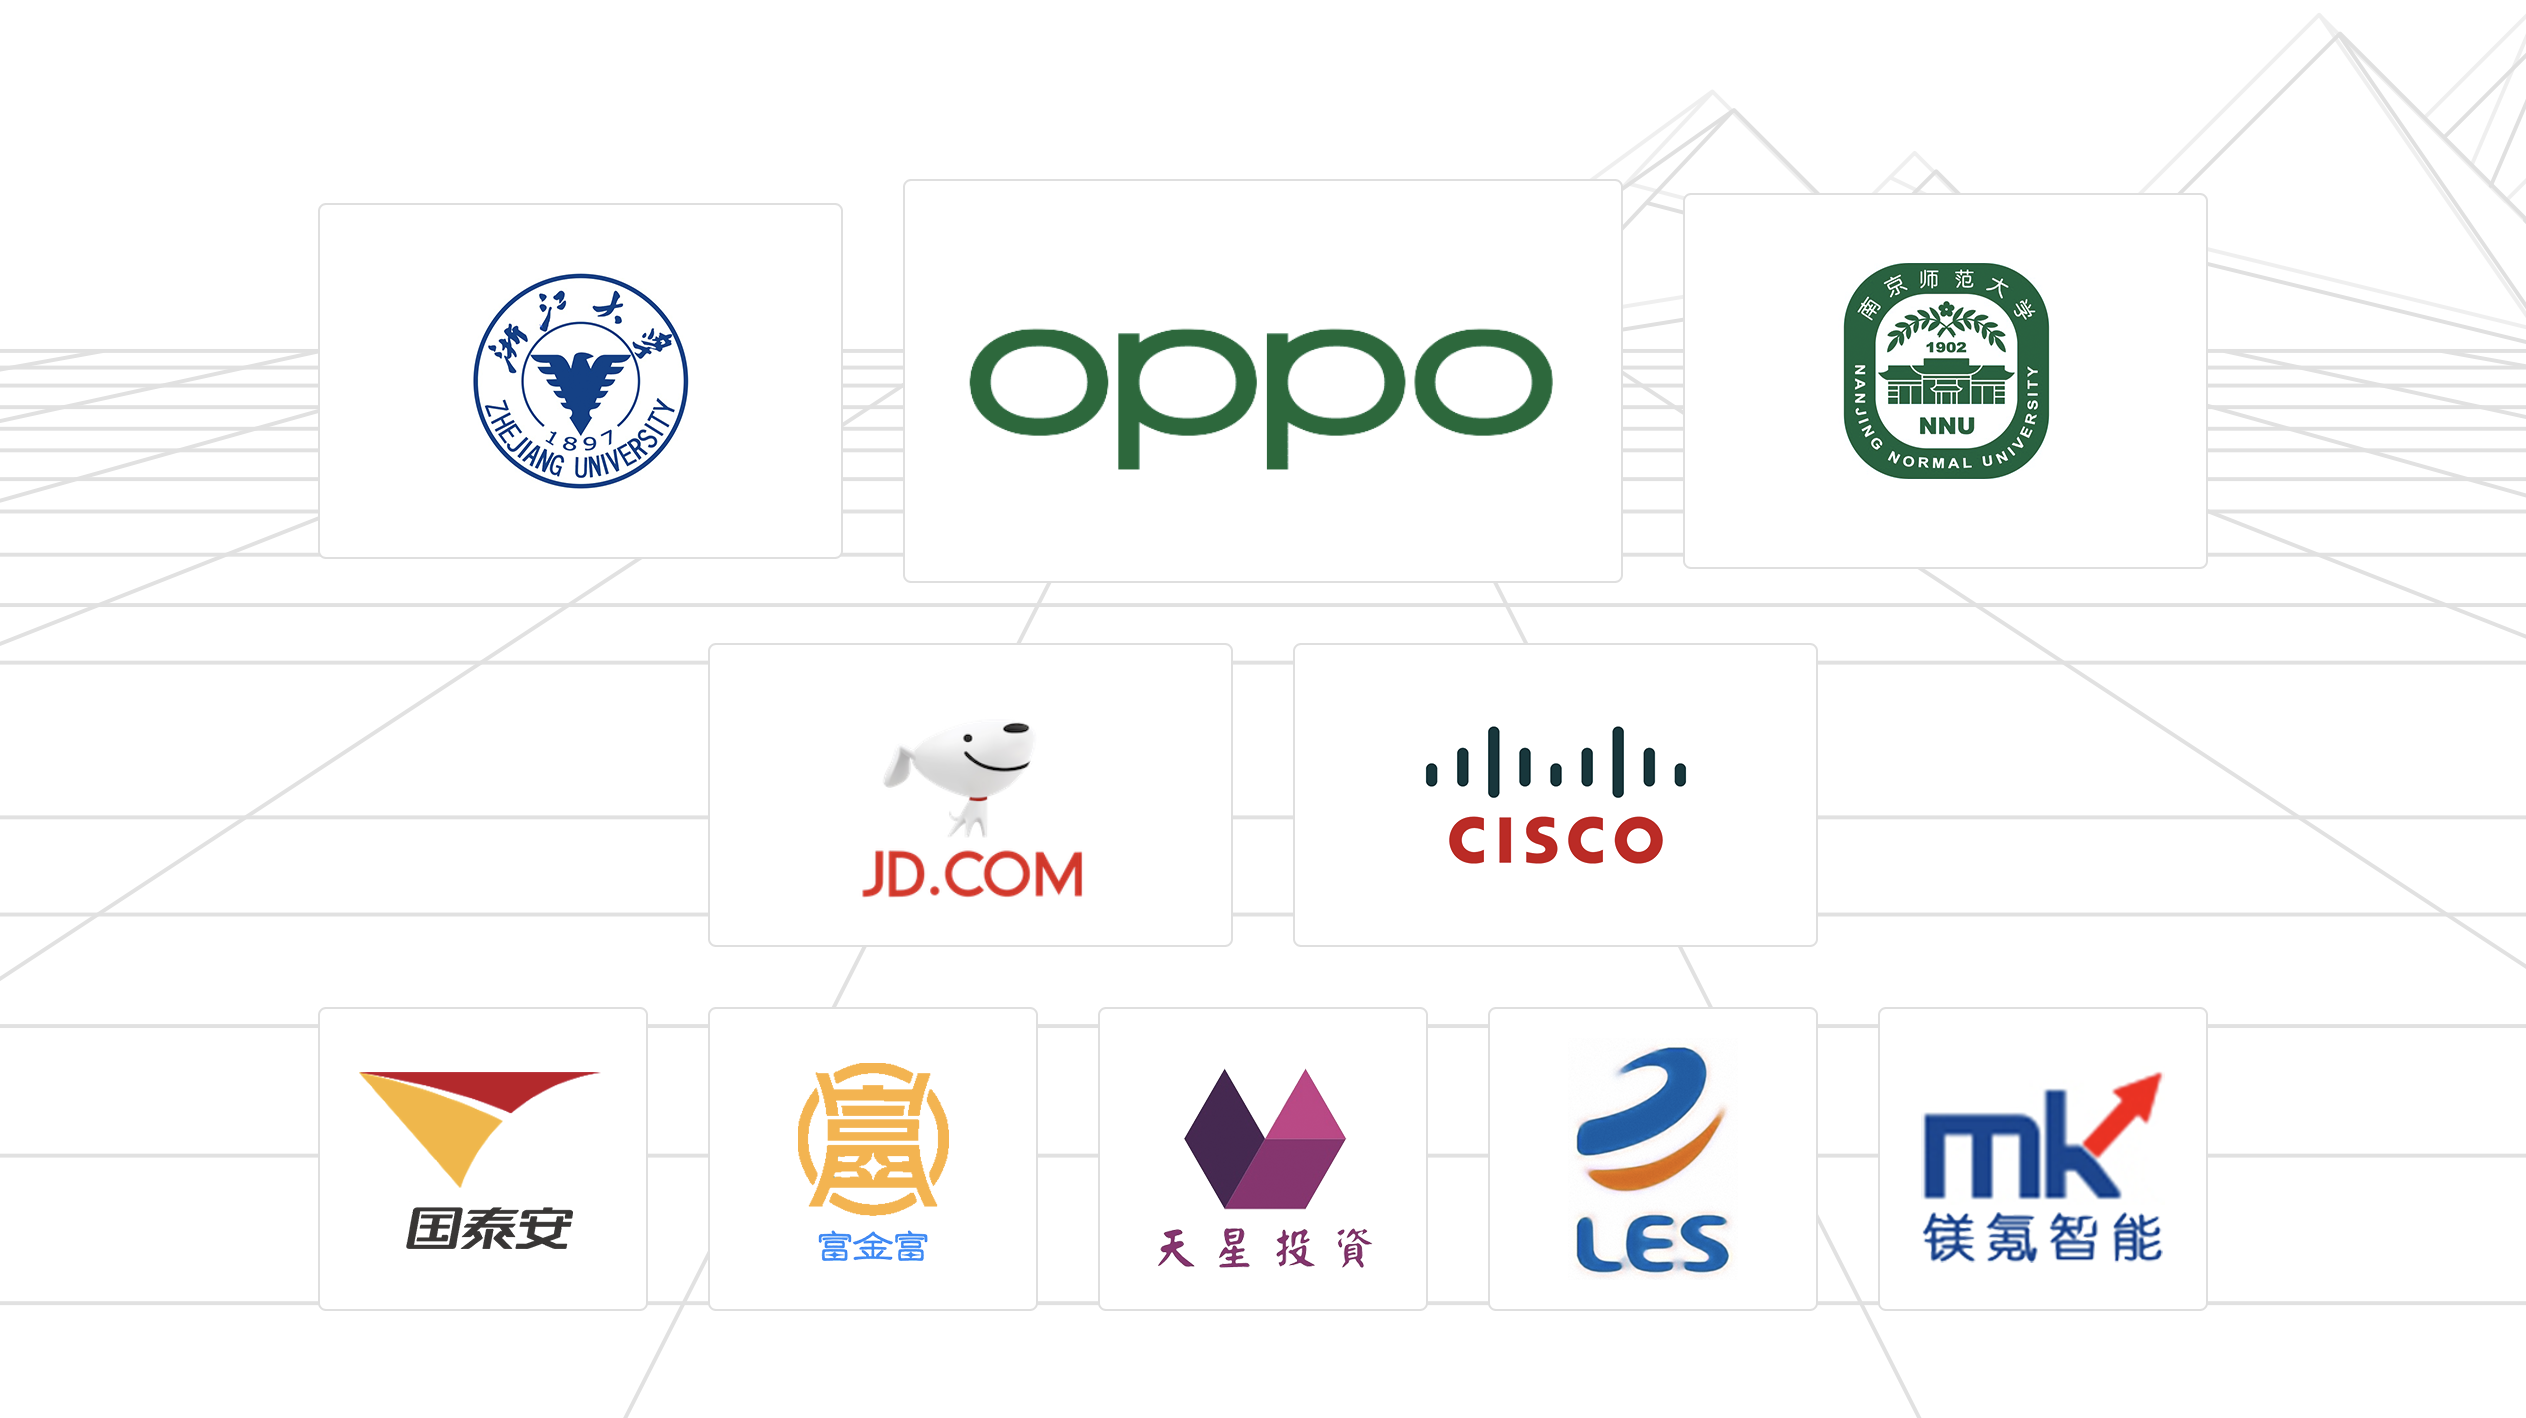 浙江大学
1897
ZHEJIANG UNIVERSITY
oppo
南京师范大学
1902
NNU
NANJING NORMAL UNIVERSITY
JD.COM
CISCO
国泰安
富金富
天星投資
LES
mk
镁氪智能